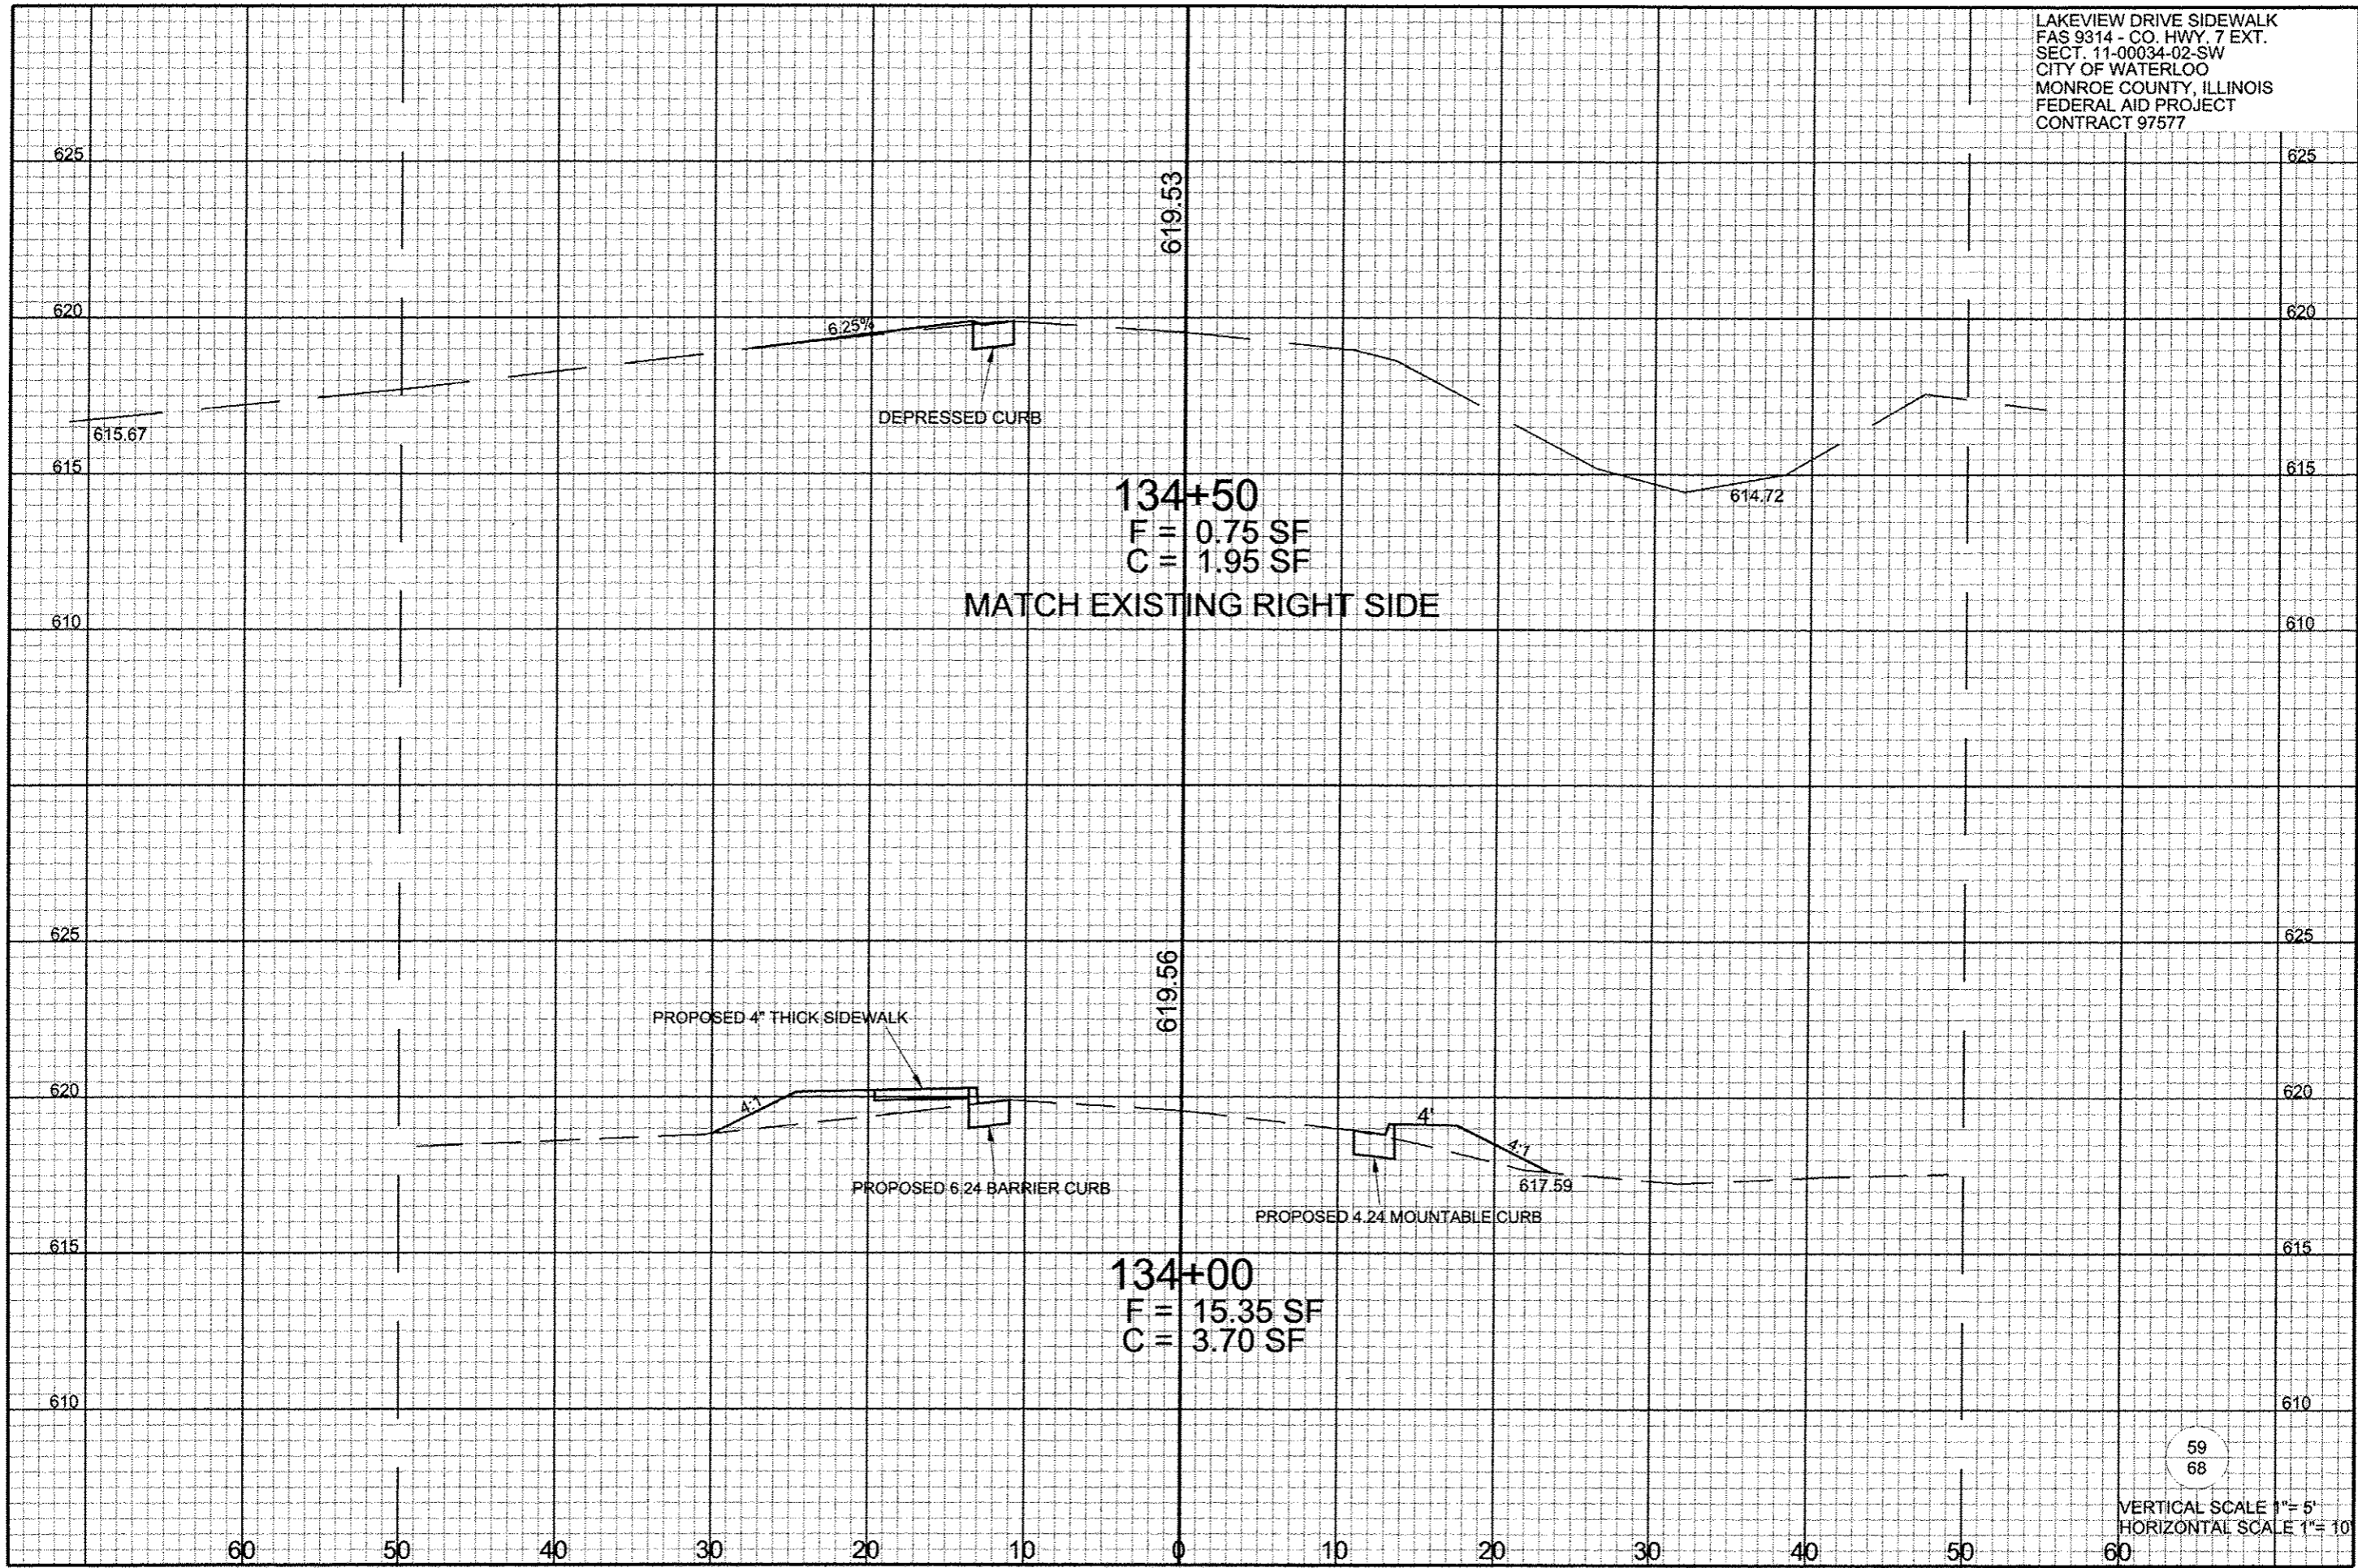 LAKEVIEW DRIVE SIDEWALK
FAS 9314 - CO. HWY. 7 EXT.
SECT. 11-00034-02-SW
CITY OF WATERLOO
MONROE COUNTY, ILLINOIS
FEDERAL AID PROJECT
CONTRACT 97577
625
625
619.53
620
620
6.25%
DEPRESSED CURB
615.67
615
615
614.72
134+50
F = 0.75 SF
C = 1.95 SF
MATCH EXISTING RIGHT SIDE
610
610
625
625
619.56
PROPOSED 4" THICK SIDEWALK
620
620
4:1
4'
4:1
PROPOSED 6.24 BARRIER CURB
617.59
PROPOSED 4.24 MOUNTABLE CURB
615
615
134+00
F = 15.35 SF
C = 3.70 SF
610
610
59
68
VERTICAL SCALE 1"= 5'
HORIZONTAL SCALE 1"= 10'
60 50 40 30 20 10 0 10 20 30 40 50 60